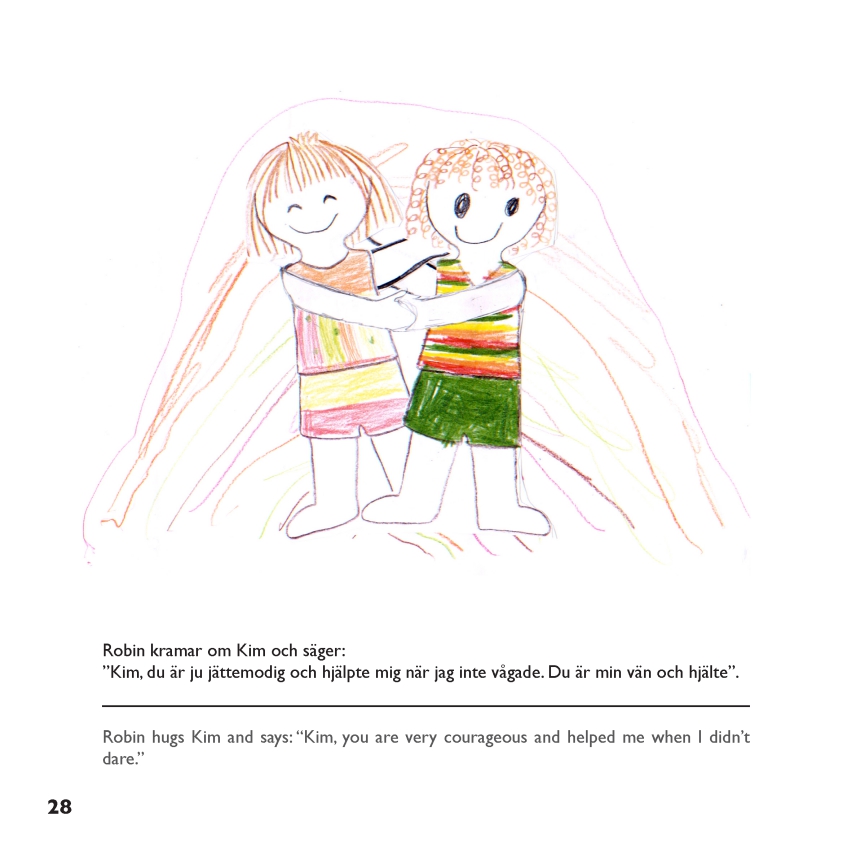 Robin kramar om Kim och säger:
”Kim, du är ju jättemodig och hjälpte mig när jag inte vågade. Du är min vän och hjälte”.
Robin hugs Kim and says: “Kim, you are very courageous and helped me when I didn’t
dare.”
28